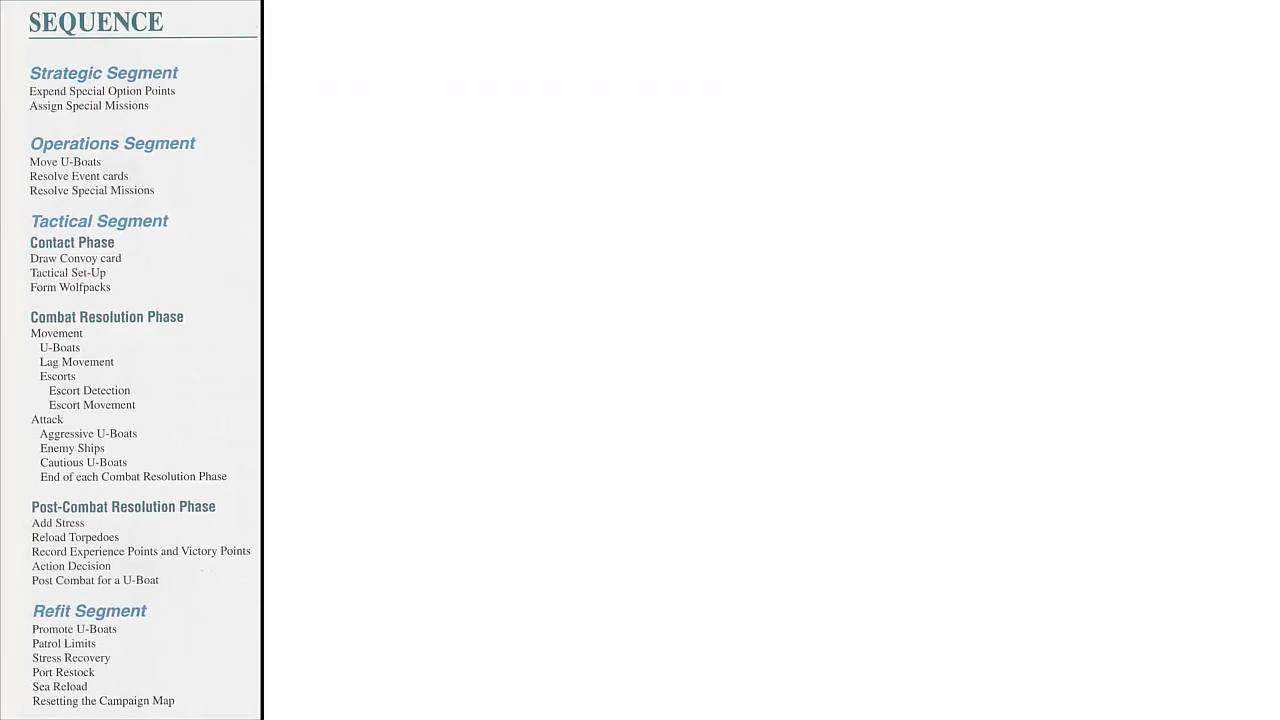 SEQUENCE
Strategic Segment
Expend Special Option Points
Assign Special Missions
Operations Segment
Move U-Boats
Resolve Event cards
Resolve Special Missions
Tactical Segment
Contact Phase
Draw Convoy card
Tactical Set-Up
Form Wolfpacks
Combat Resolution Phase
Movement
U-Boats
Lag Movement
Escorts
Escort Detection
Escort Movement
Attack
Aggressive U-Boats
Enemy Ships
Cautious U-Boats
End of each Combat Resolution Phase
Post-Combat Resolution Phase
Add Stress
Reload Torpedoes
Record Experience Points and Victory Points
Action Decision
Post Combat for a U-Boat
Refit Segment
Promote U-Boats
Patrol Limits
Stress Recovery
Port Restock
Sea Reload
Resetting the Campaign Map